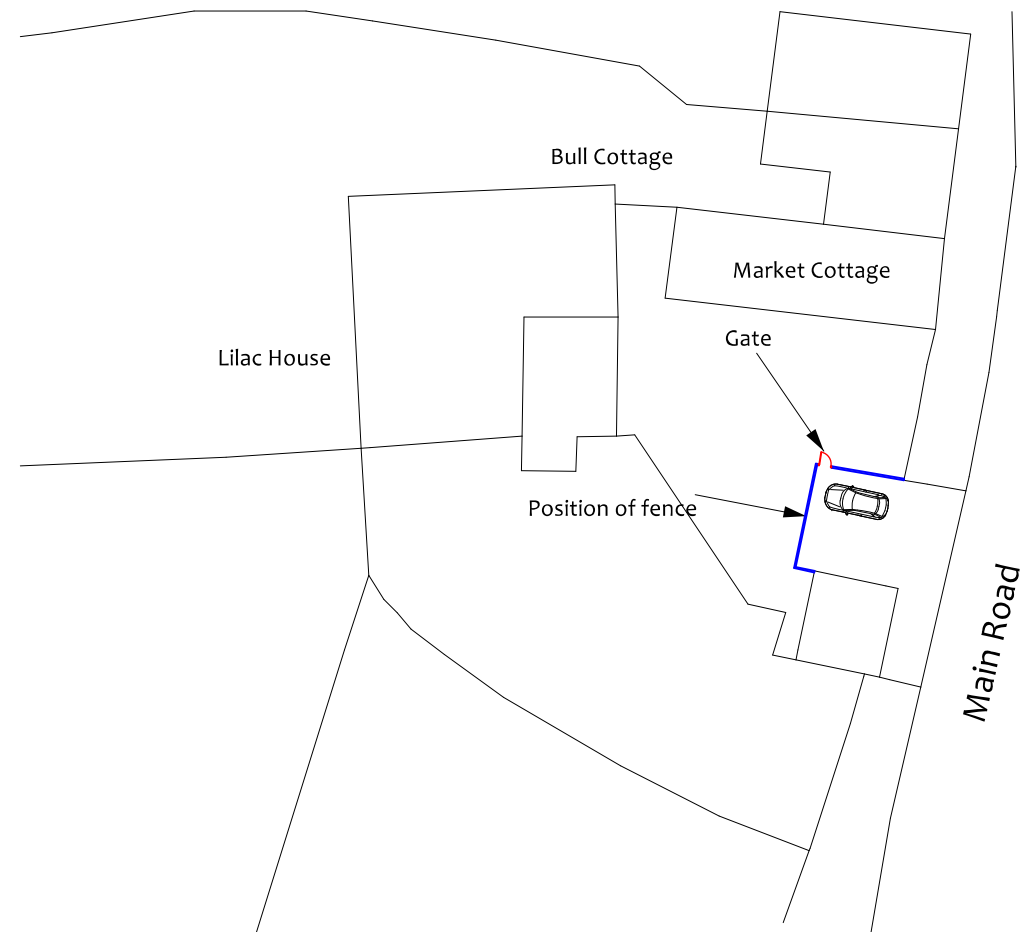 Bull Cottage
Market Cottage
Gate
Lilac House
Position of fence
Main Road